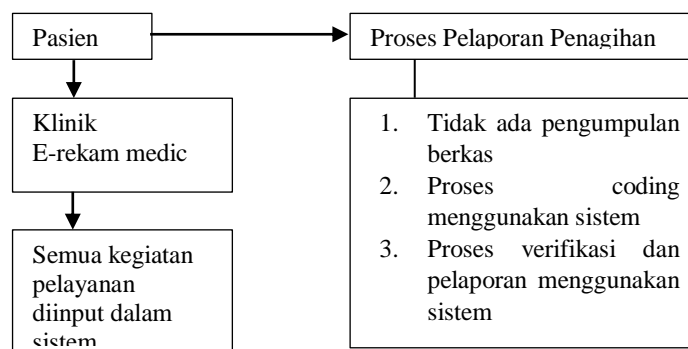 Pasien
Proses Pelaporan Penagihan
Klinik
E-rekam medic
Semua kegiatan
pelayanan
diinput dalam
sistem
1. Tidak ada pengumpulan
berkas
2. Proses coding
menggunakan sistem
3. Proses verifikasi dan
pelaporan menggunakan
sistem